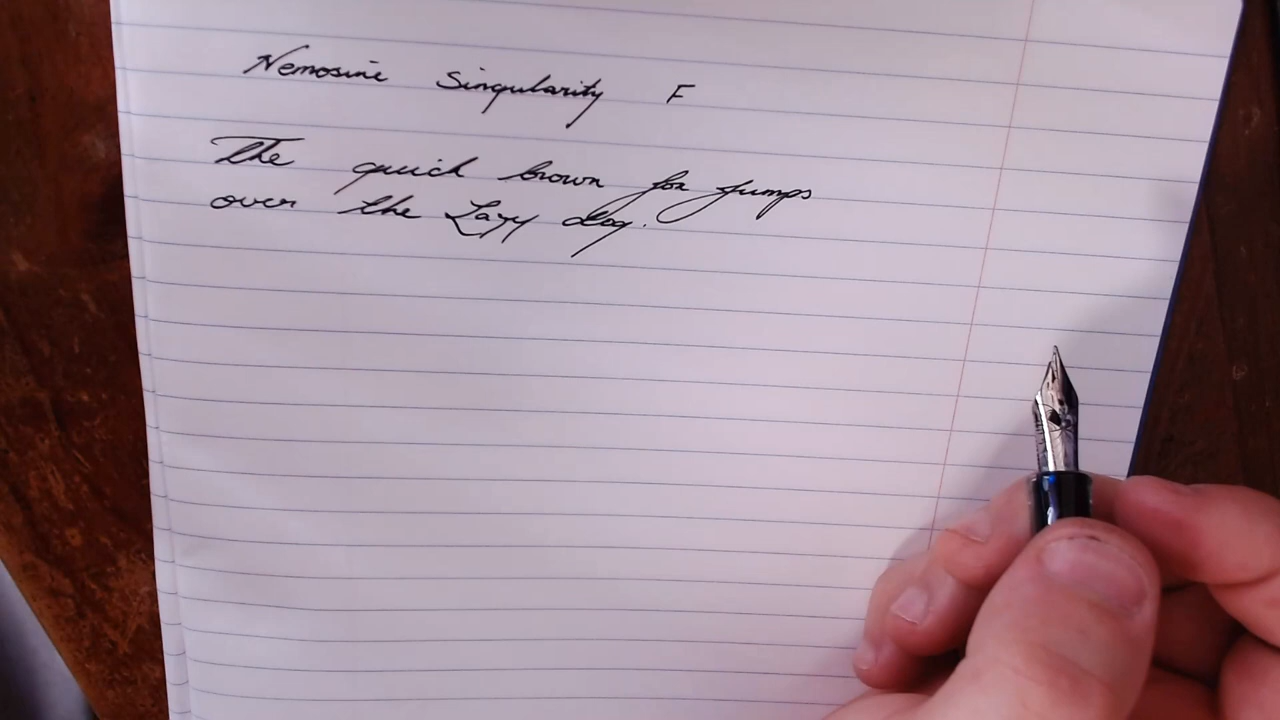 Nemosine Singularity F
The quick brown fox jumps
over the Lazy dog.